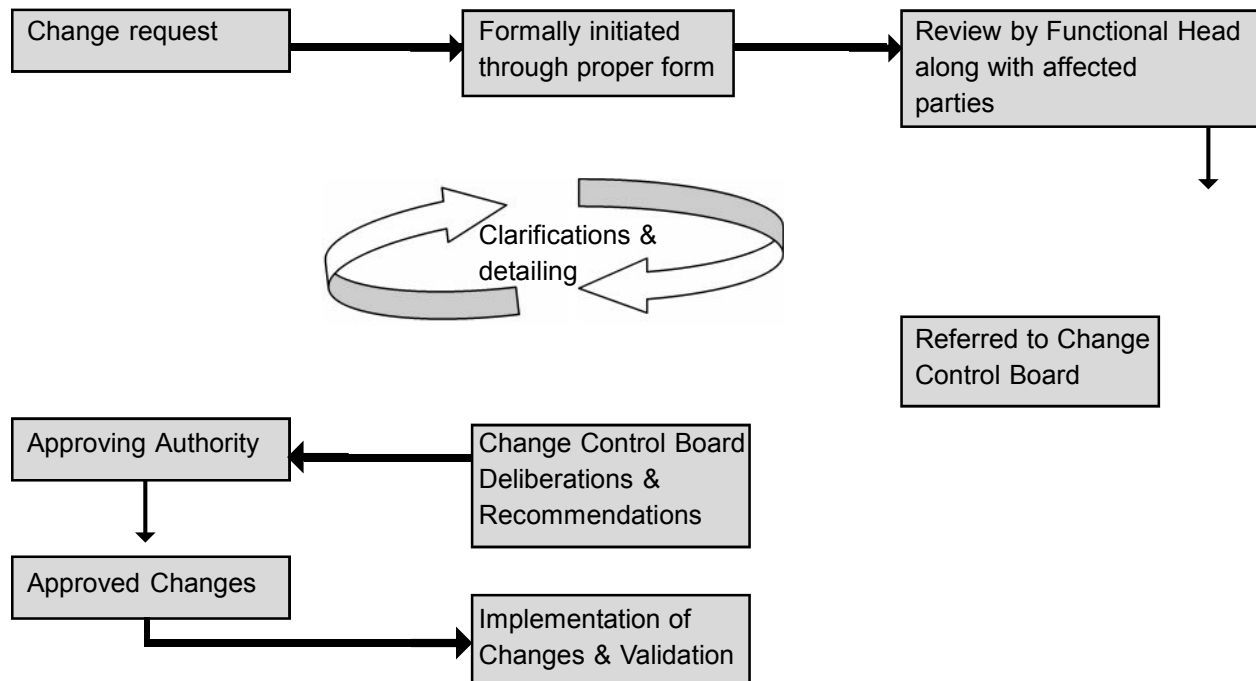 Change request
Formally initiated
through proper form
Review by Functional Head
along with affected
parties
Clarifications &
detailing
Referred to Change
Control Board
Approving Authority
Change Control Board
Deliberations &
Recommendations
Approved Changes
Implementation of
Changes & Validation